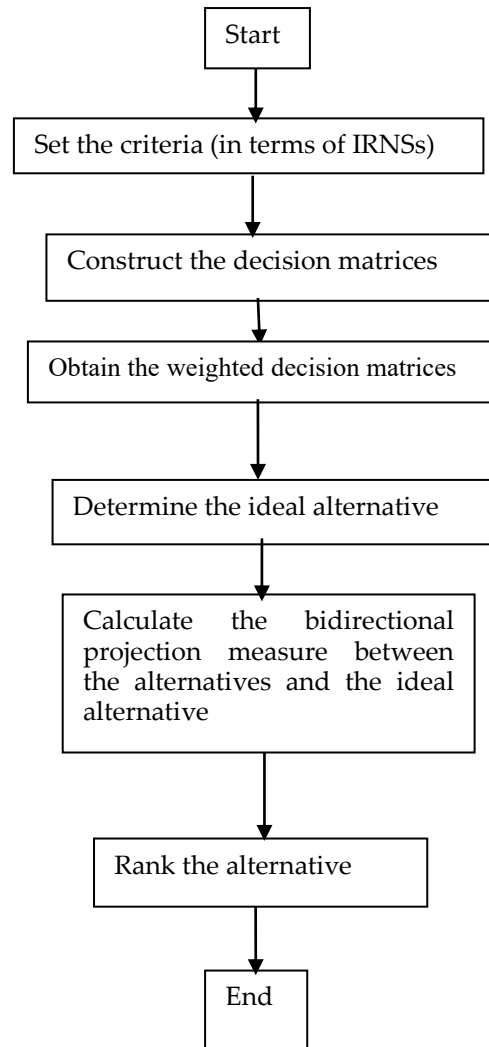 Start
Set the criteria (in terms of IRNSs)
Construct the decision matrices
Obtain the weighted decision matrices
Determine the ideal alternative
Calculate the bidirectional
projection measure between
the alternatives and the ideal
alternative
Rank the alternative
End